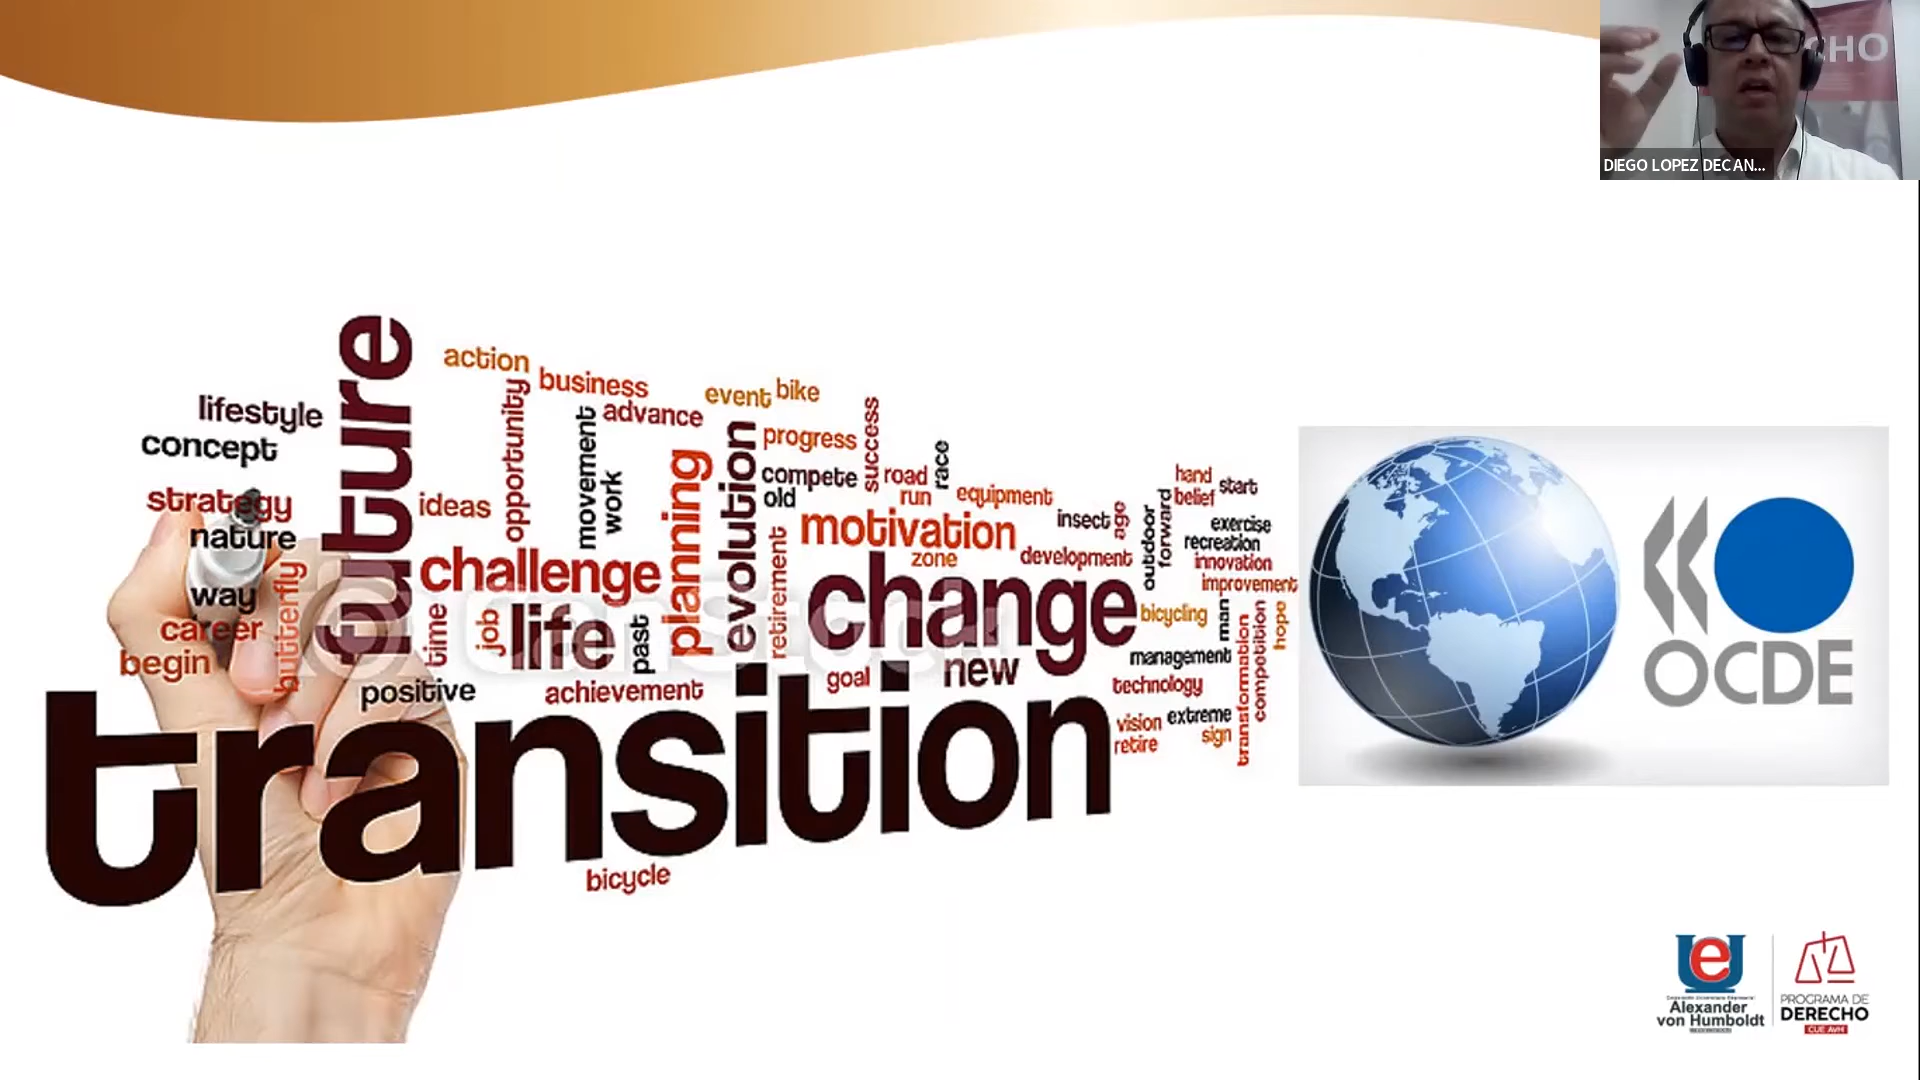 CHO
DIEGO LOPEZ DECAN...
future
action
business
lifestyle
concept
opportunity
movement
advance
event
bike
progress
success
strategy
nature
ideas
work
planning
evolution
compete
old
road
race
run
equipment
motivation
insect
age
outdoor
forward
hand
belief
start
exercise
recreation
innovation
improvement
way
career
begin
butterfly
challenge
time
job
life
past
retirement
zone
development
change
bicycling
man
hope
management
technology
transformation
competition
positive
achievement
goal
new
vision
extreme
retire
sign
transition
bicycle
OCDE
Ue
Alexander
von Humboldt
PROGRAMA DE
DERECHO
CUE AVH